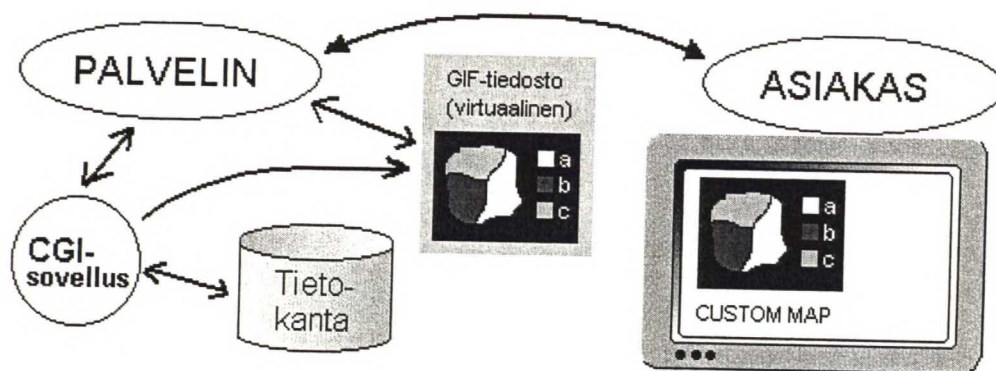 PALVELIN
GIF-tiedosto
(virtuaalinen)
a
b
c
ASIAKAS
a
b
c
CUSTOM MAP
CGI-
sovellus
Tieto-
kanta